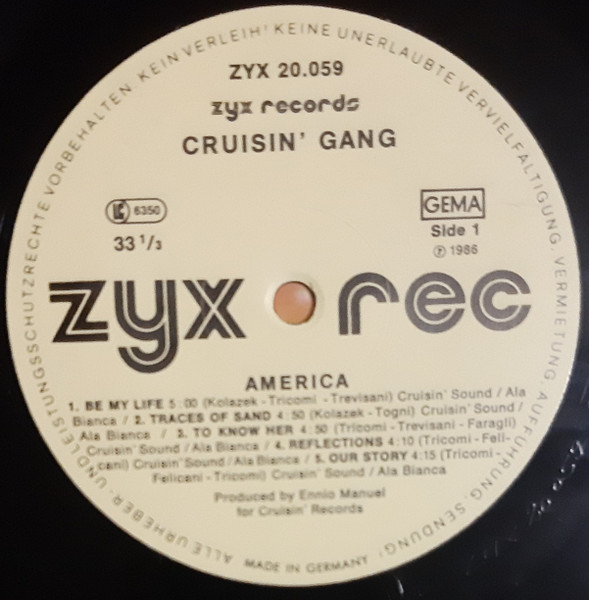 ALLE URHEBER- UND LEISTUNGSSCHUTZRECHTE VORBEHALTEN. KEIN VERLEIH! KEINE UNERLAUBTE VERVIELFÄLTIGUNG. VERMIETUNG. AUFFÜHRUNG. SENDUNG!
ZYX 20.059
zyx records
CRUISIN' GANG
LC 6350
GEMA
33 1/3
Side 1
Ⓟ 1986
zyx rec
AMERICA
1. BE MY LIFE 5:00 (Kolazek - Tricomi - Trevisani) Cruisin' Sound / Ala
Bianca / 2. TRACES OF SAND 4:50 (Kolazek - Togni) Cruisin' Sound /
Ala Bianca / 3. TO KNOW HER 4:50 (Tricomi - Trevisani - Faragli)
Cruisin' Sound / Ala Bianca / 4. REFLECTIONS 4:10 (Tricomi - Feli-
cani) Cruisin' Sound / Ala Bianca / 5. OUR STORY 4:15 (Tricomi -
Felicani - Tricomi) Cruisin' Sound / Ala Bianca
Produced by Ennio Manuel
for Cruisin' Records
MADE IN GERMANY